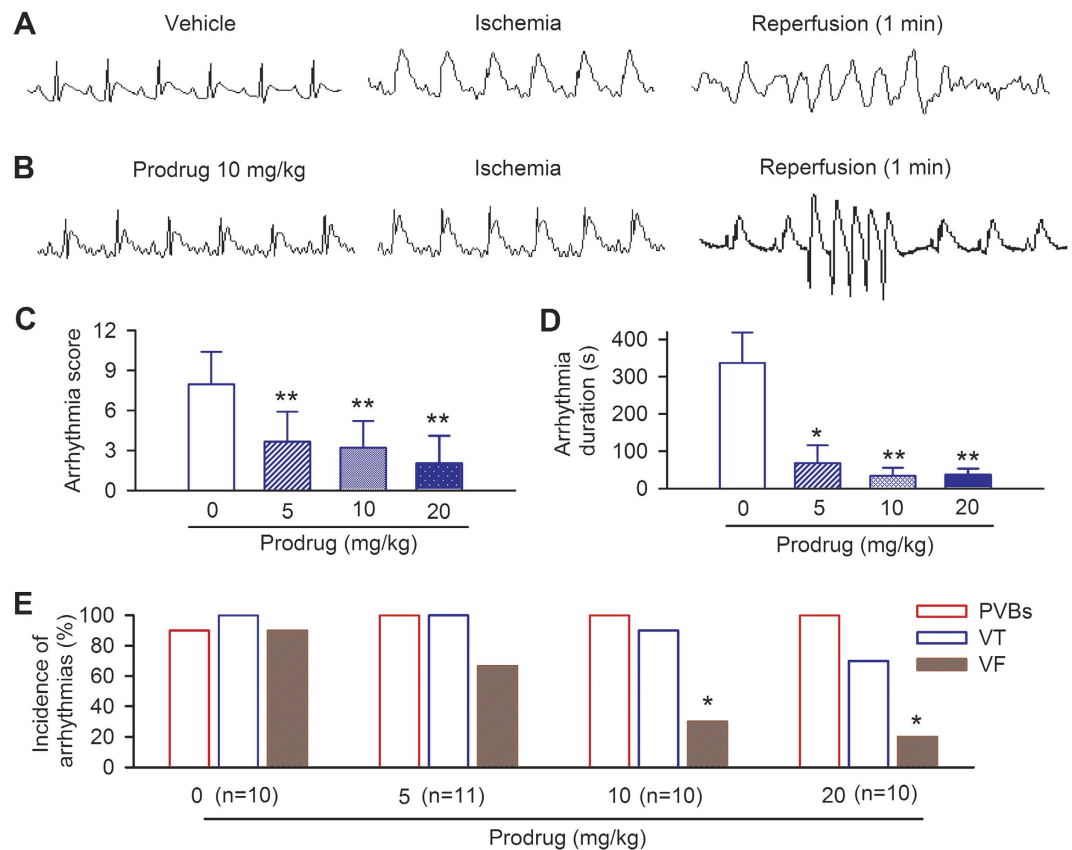 A
Vehicle
Ischemia
Reperfusion (1 min)
B
Prodrug 10 mg/kg
Ischemia
Reperfusion (1 min)
C
Arrhythmia score
12
9
6
3
0
**
**
**
0 5 10 20
Prodrug (mg/kg)
D
Arrhythmia
duration (s)
400
300
200
100
0
*
**
**
0 5 10 20
Prodrug (mg/kg)
E
Incidence of
arrhythmias (%)
100
80
60
40
20
0
*
*
PVBs
VT
VF
0 (n=10) 5 (n=11) 10 (n=10) 20 (n=10)
Prodrug (mg/kg)